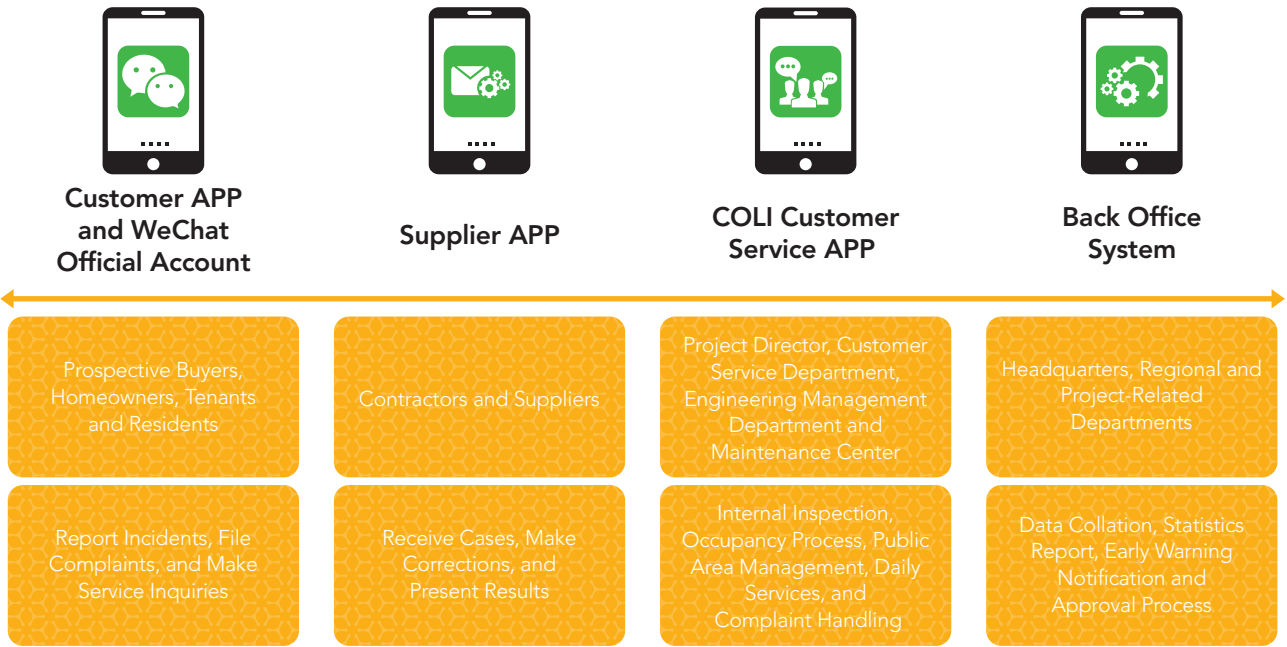 Customer APP
and WeChat
Official Account
Supplier APP
COLI Customer
Service APP
Back Office
System
Prospective Buyers,
Homeowners, Tenants
and Residents
Contractors and Suppliers
Project Director, Customer
Service Department,
Engineering Management
Department and
Maintenance Center
Headquarters, Regional and
Project-Related
Departments
Report Incidents, File
Complaints, and Make
Service Inquiries
Receive Cases, Make
Corrections, and
Present Results
Internal Inspection,
Occupancy Process, Public
Area Management, Daily
Services, and
Complaint Handling
Data Collation, Statistics
Report, Early Warning
Notification and
Approval Process